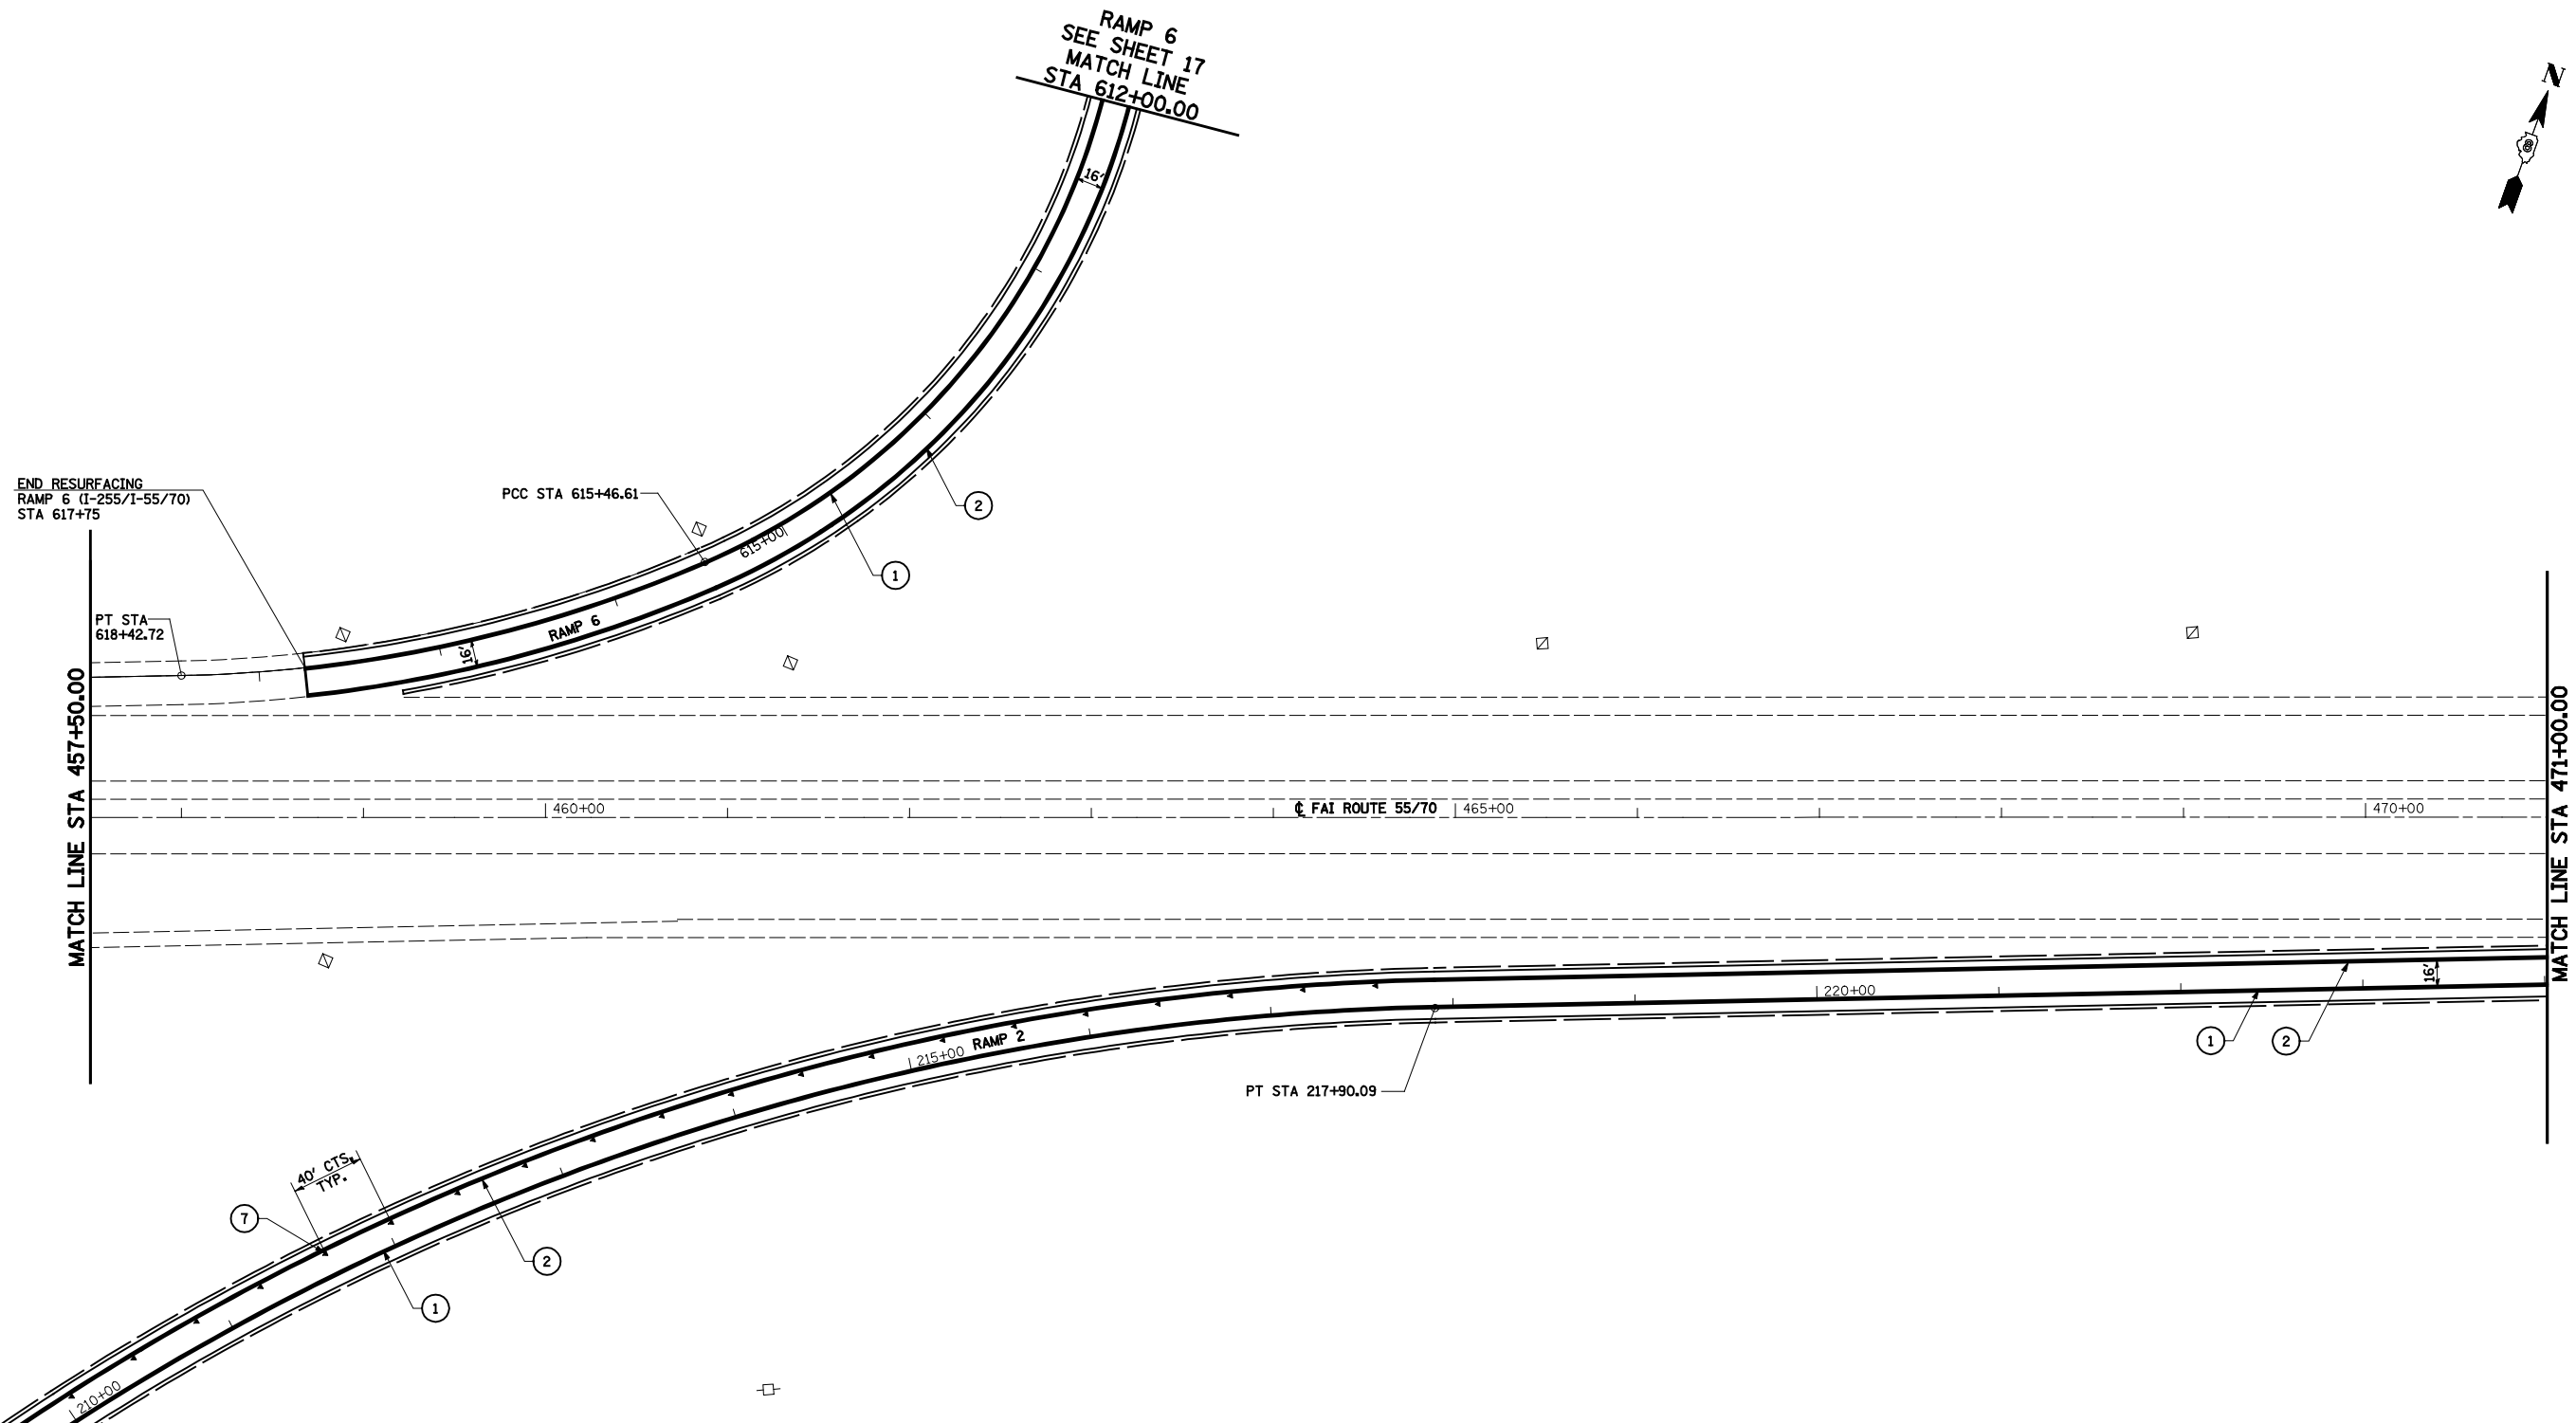 RAMP 6
SEE SHEET 17
MATCH LINE
STA 612+00.00
N
16'
END RESURFACING
RAMP 6 (I-255/I-55/70)
STA 617+75
PCC STA 615+46.61
2
615+00
1
PT STA
618+42.72
RAMP 6
16'
MATCH LINE STA 457+50.00
460+00
℄ FAI ROUTE 55/70
465+00
470+00
MATCH LINE STA 471+00.00
16'
220+00
1
2
215+00
RAMP 2
PT STA 217+90.09
40' CTS.
TYP.
7
2
1
210+00